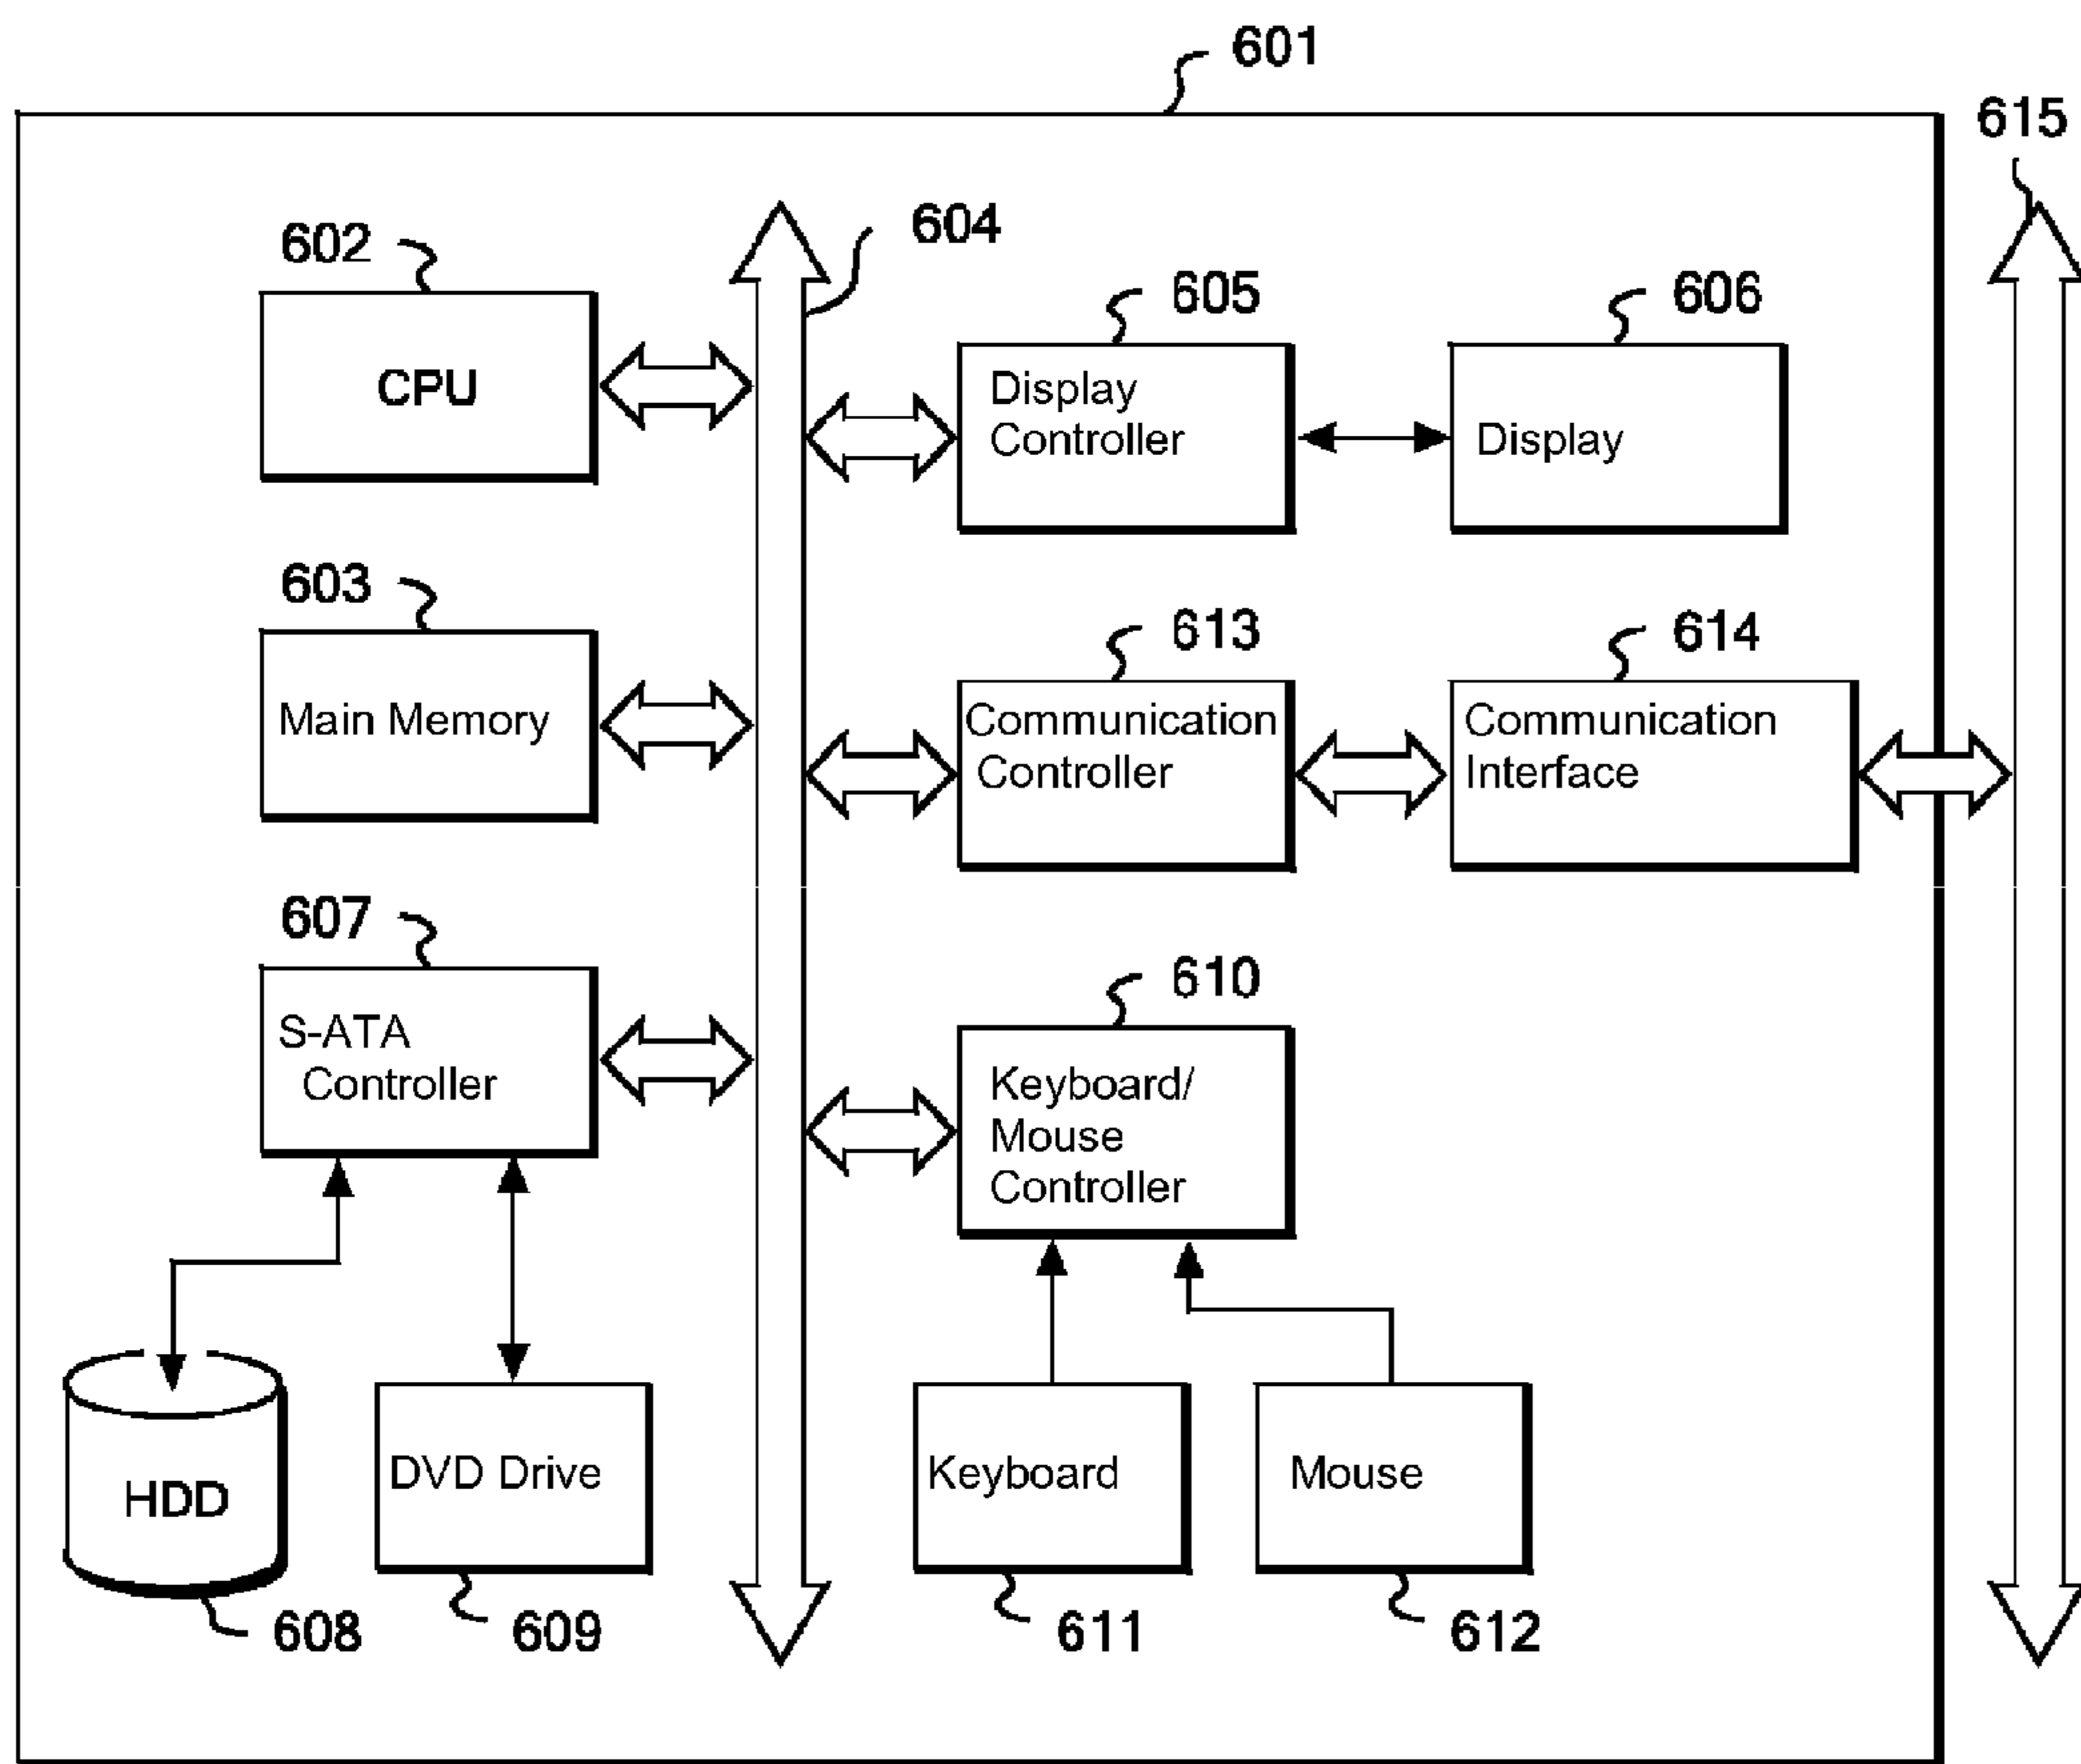 601
615
602
604
605
606
CPU
Display
Controller
Display
603
613
614
Main Memory
Communication
Controller
Communication
Interface
607
610
S-ATA
Controller
Keyboard/
Mouse
Controller
HDD
DVD Drive
Keyboard
Mouse
608
609
611
612